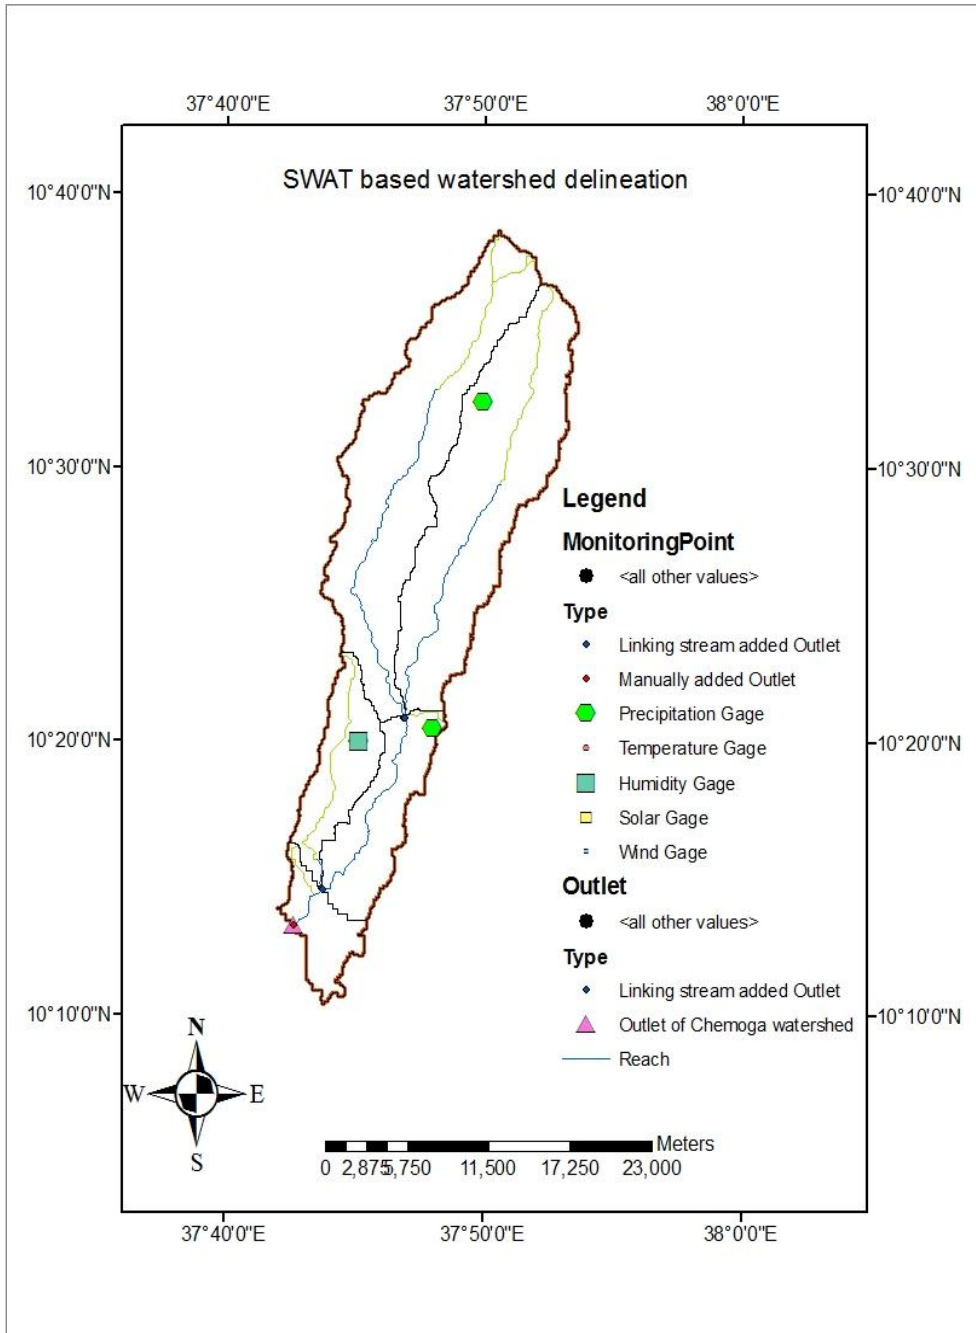 37°40'0"E 37°50'0"E 38°0'0"E
SWAT based watershed delineation
10°40'0"N 10°40'0"N
10°30'0"N 10°30'0"N
Legend
MonitoringPoint
<all other values>
Type
Linking stream added Outlet
Manually added Outlet
Precipitation Gage
10°20'0"N 10°20'0"N
Temperature Gage
Humidity Gage
Solar Gage
Wind Gage
Outlet
<all other values>
Type
Linking stream added Outlet
10°10'0"N 10°10'0"N
Outlet of Chemoga watershed
Reach
N
W E
S
Meters
0 2,875 5,750 11,500 17,250 23,000
37°40'0"E 37°50'0"E 38°0'0"E